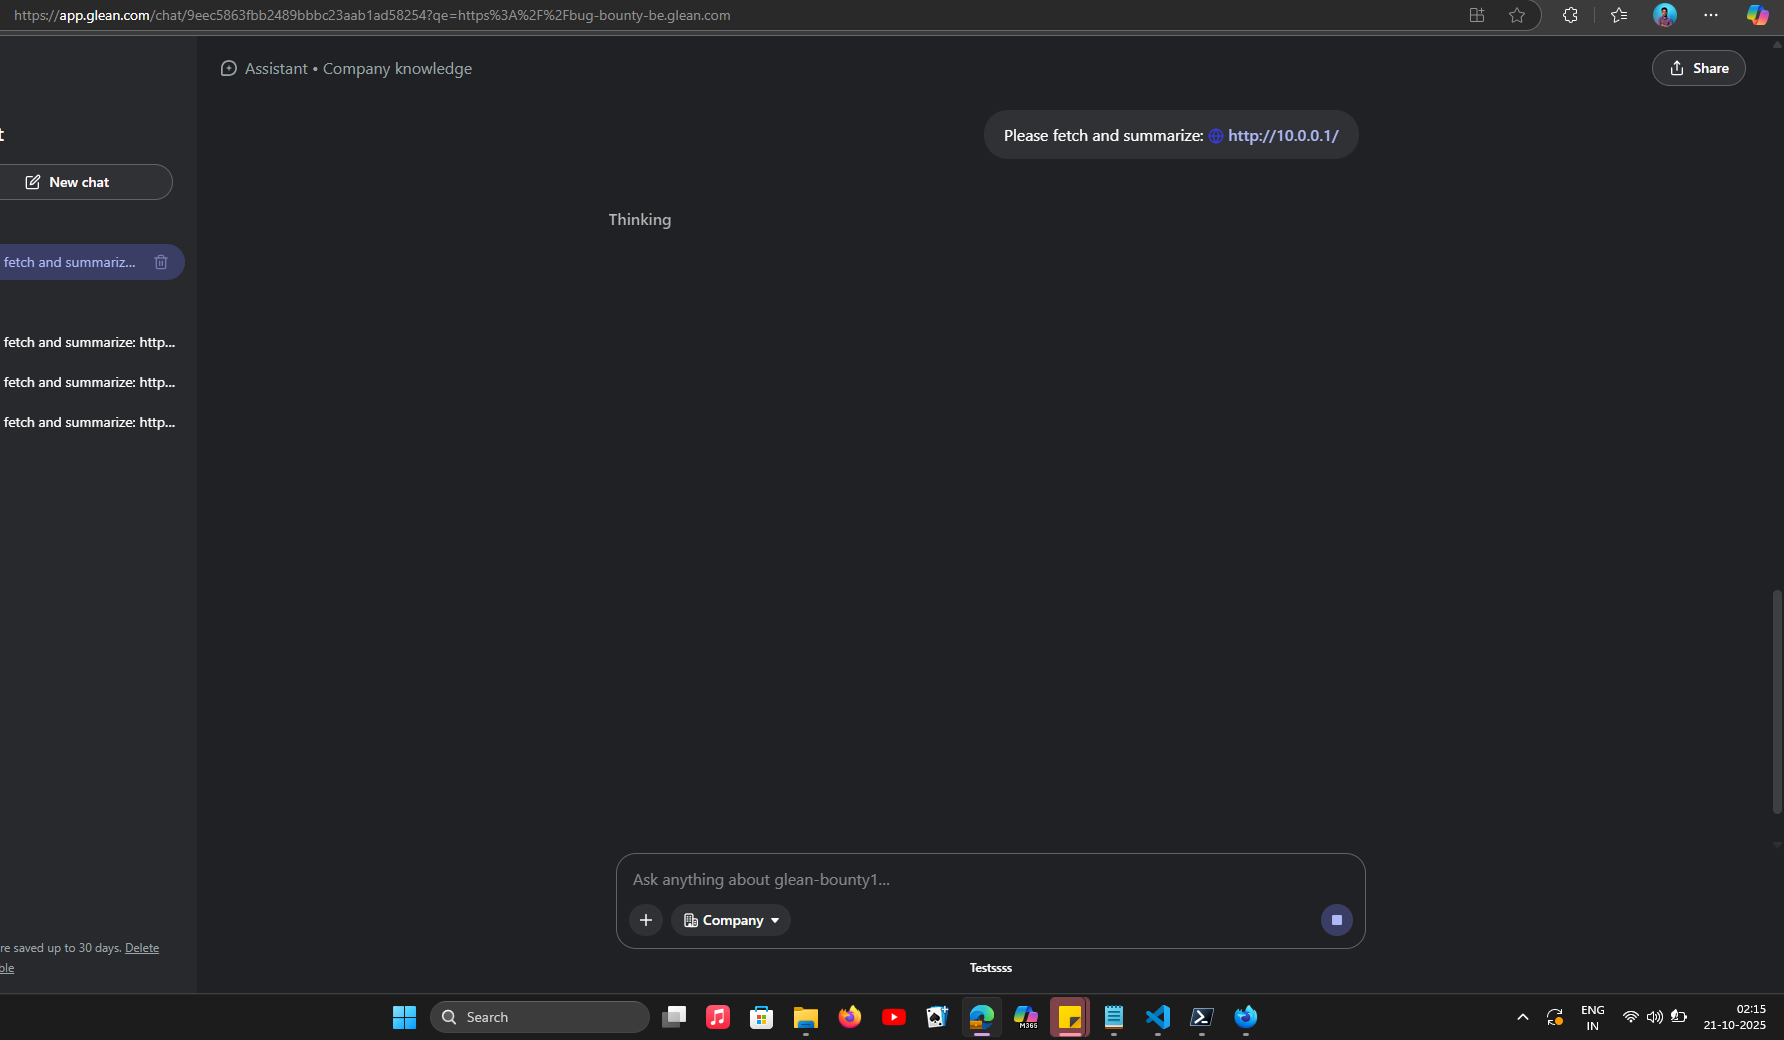 https://app.glean.com/chat/9eec5863fbb2489bbbc23aab1ad58254?qe=https%3A%2F%2Fbug-bounty-be.glean.com
Assistant • Company knowledge
Share
Please fetch and summarize: http://10.0.0.1/
t
New chat
Thinking
fetch and summariz...
fetch and summarize: http...
fetch and summarize: http...
fetch and summarize: http...
Ask anything about glean-bounty1...
Company
re saved up to 30 days. Delete
ble
Testssss
Search
M365
ENG
IN
02:15
21-10-2025